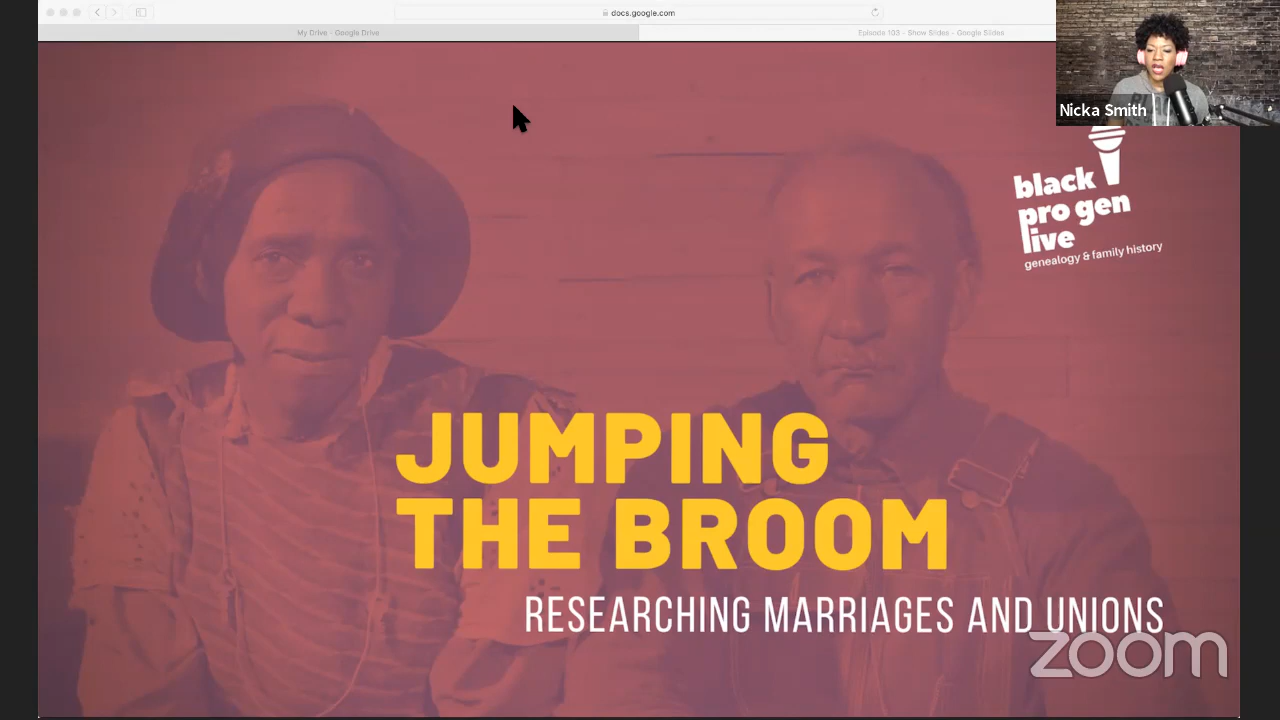 docs.google.com
My Drive - Google Drive
Episode 103 - Show Slides - Google Slides
Nicka Smith
black
pro gen
live
genealogy & family history
JUMPING
THE BROOM
RESEARCHING MARRIAGES AND UNIONS
zoom